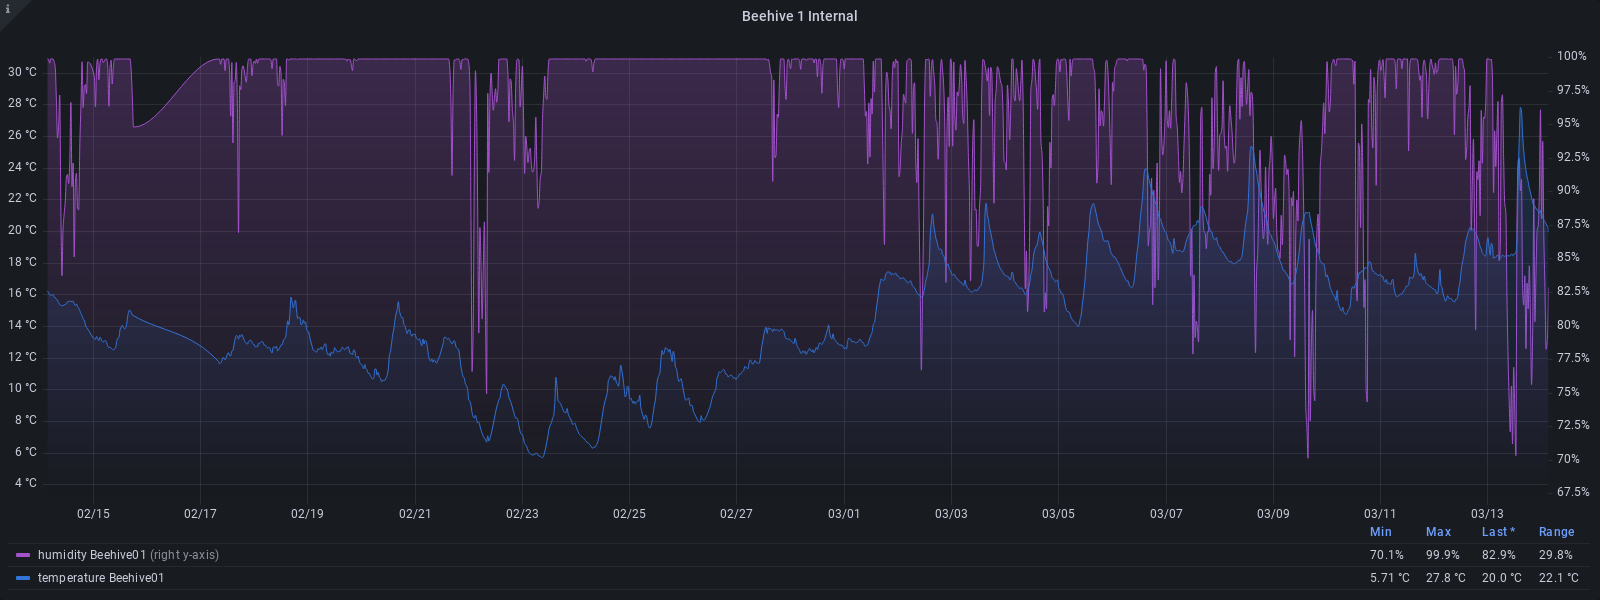 i
Beehive 1 Internal
30 °C
28 °C
26 °C
24 °C
22 °C
20 °C
18 °C
16 °C
14 °C
12 °C
10 °C
8 °C
6 °C
4 °C
100%
97.5%
95%
92.5%
90%
87.5%
85%
82.5%
80%
77.5%
75%
72.5%
70%
67.5%
02/15 02/17 02/19 02/21 02/23 02/25 02/27 03/01 03/03 03/05 03/07 03/09 03/11 03/13
Min Max Last * Range
humidity Beehive01 (right y-axis) 70.1% 99.9% 82.9% 29.8%
temperature Beehive01 5.71 °C 27.8 °C 20.0 °C 22.1 °C